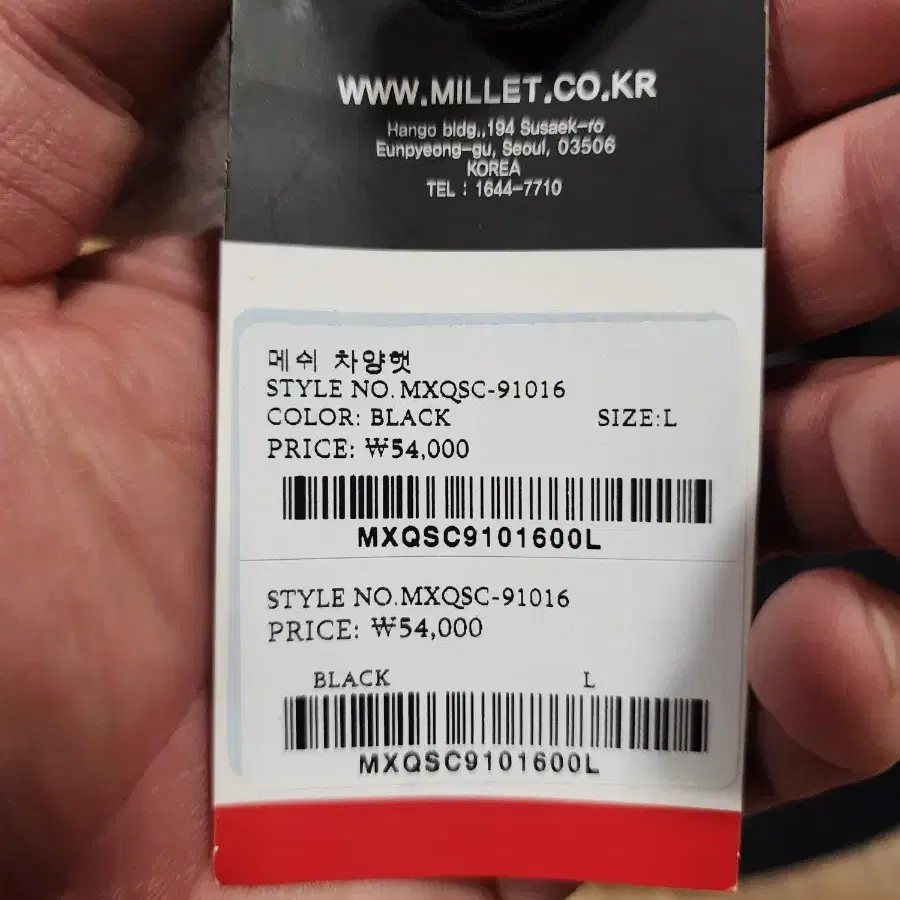 WWW.MILLET.CO.KR
Hango bldg.,194 Susaek-ro
Eunpyeong-gu, Seoul, 03506
KOREA
TEL : 1644-7710
메쉬 차양햇
STYLE NO. MXQSC-91016
COLOR: BLACK SIZE:L
PRICE: ₩54,000
MXQSC9101600L
STYLE NO.MXQSC-91016
PRICE: ₩54,000
BLACK L
MXQSC9101600L